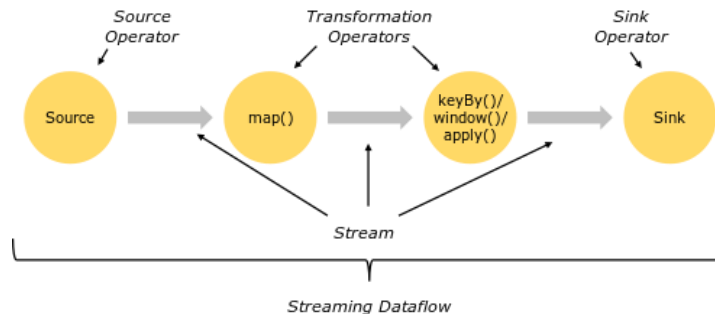 Source
Operator
Transformation
Operators
Sink
Operator
Source
map()
keyBy()/
window()/
apply()
Sink
Stream
Streaming Dataflow